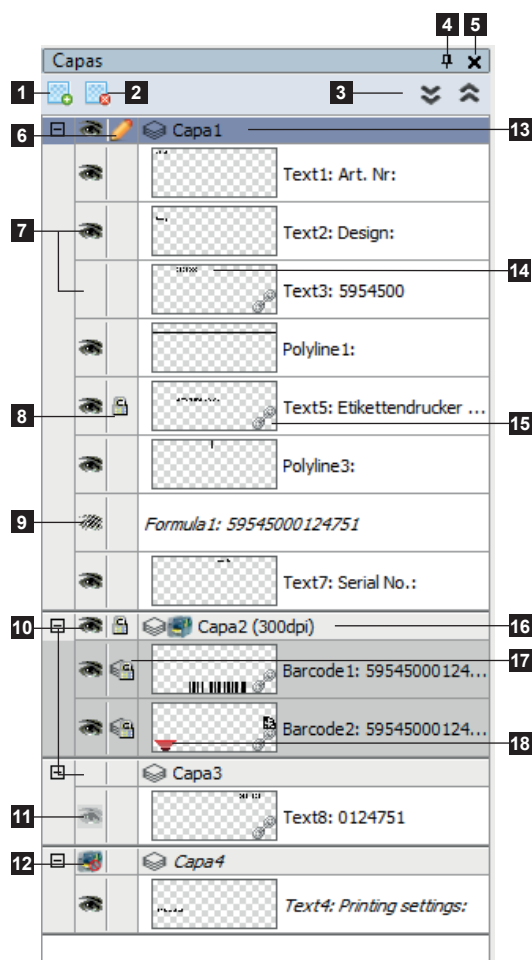 4 5
Capas
1 2 3
6 Capa1 13
Text1: Art. Nr:
7 Text2: Design:
14
Text3: 5954500
Polyline1:
8 Text5: Etikettendrucker ...
15
Polyline3:
9 Formula1: 59545000124751
Text7: Serial No.:
10 Capa2 (300dpi) 16
17
Barcode1: 59545000124...
Barcode2: 59545000124...
18
Capa3
11 Text8: 0124751
12 Capa4
Text4: Printing settings: